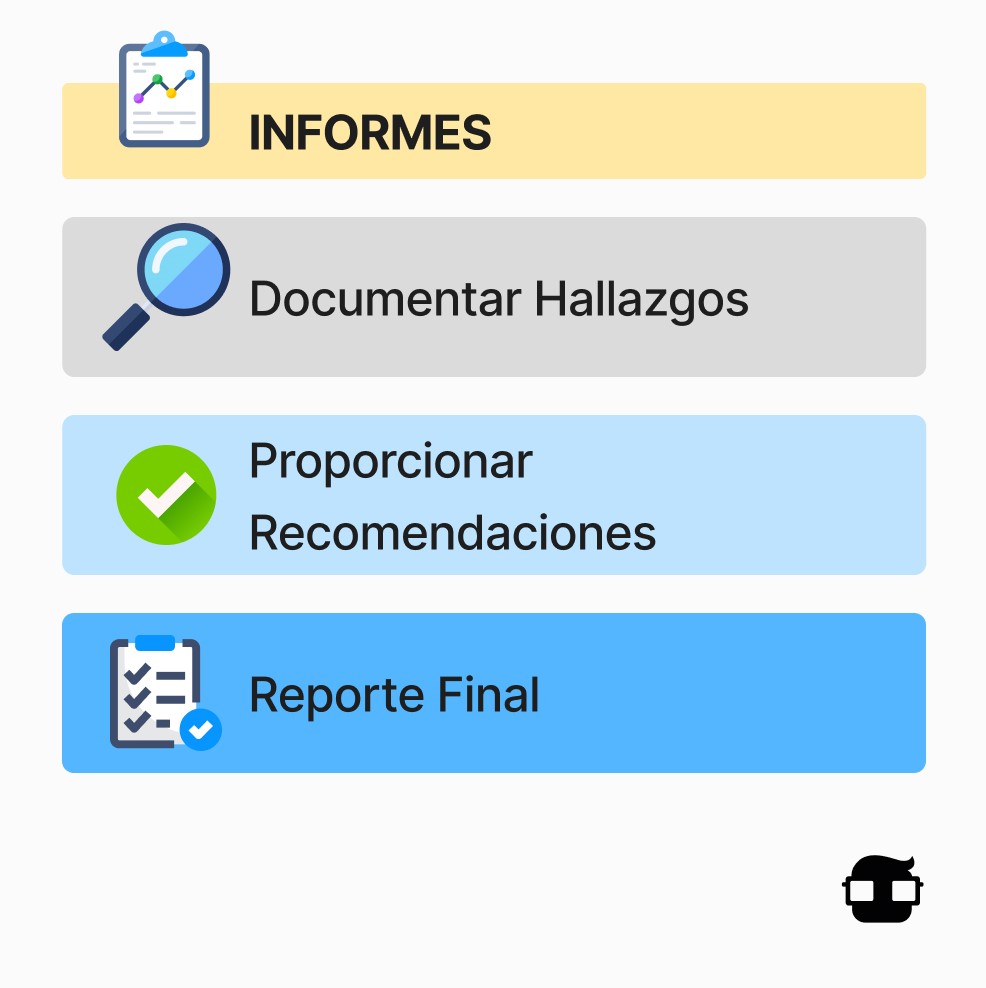 INFORMES
Documentar Hallazgos
Proporcionar
Recomendaciones
Reporte Final